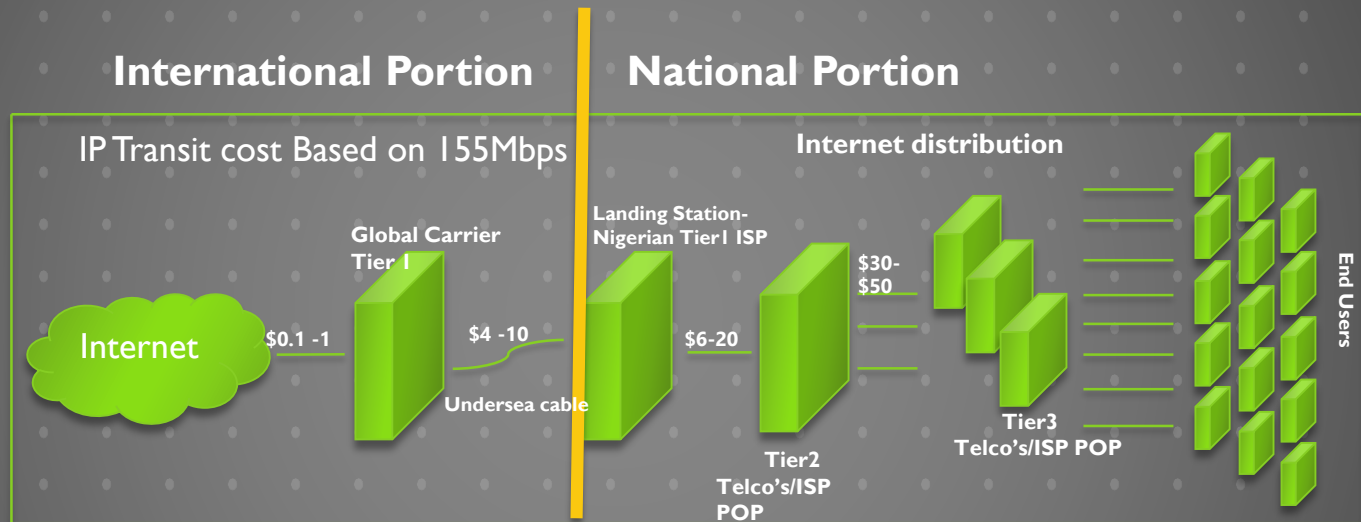 International Portion
National Portion
IP Transit cost Based on 155Mbps
Internet distribution
Global Carrier
Tier 1
Landing Station-
Nigerian Tier1 ISP
Internet
$0.1 -1
$4 -10
Undersea cable
$6-20
$30-
$50
Tier2
Telco's/ISP
POP
Tier3
Telco's/ISP POP
End Users